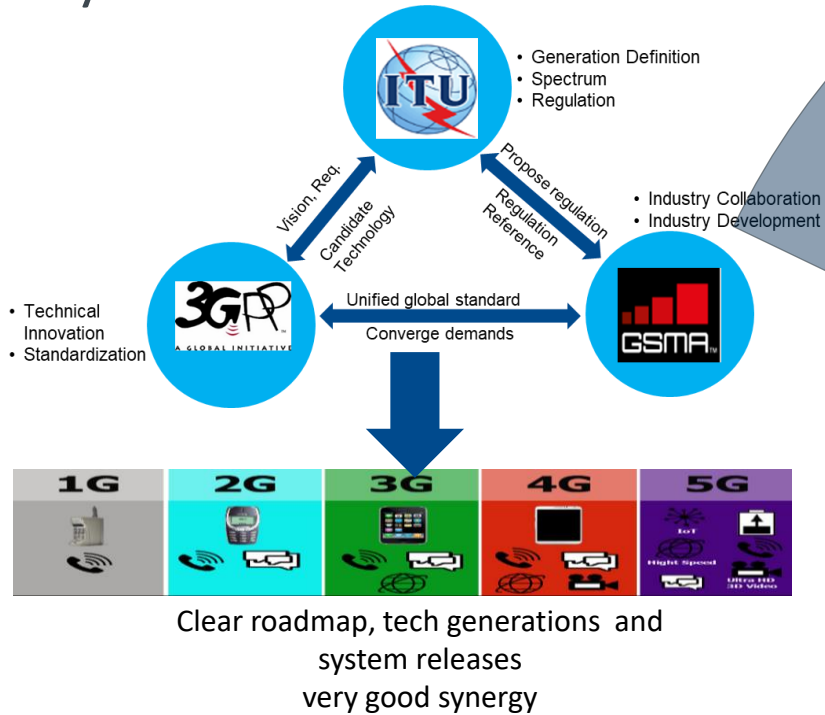 ITU
• Generation Definition
• Spectrum
• Regulation
Vision, Req.
Candidate
Technology
Propose regulation
Regulation
Reference
• Industry Collaboration
• Industry Development
3GPP
TM
A GLOBAL INITIATIVE
• Technical
Innovation
• Standardization
Unified global standard
Converge demands
GSMA
TM
1G
2G
3G
4G
5G
IoT
Hight Speed
Ultra HD
3D Video
Clear roadmap, tech generations and
system releases
very good synergy